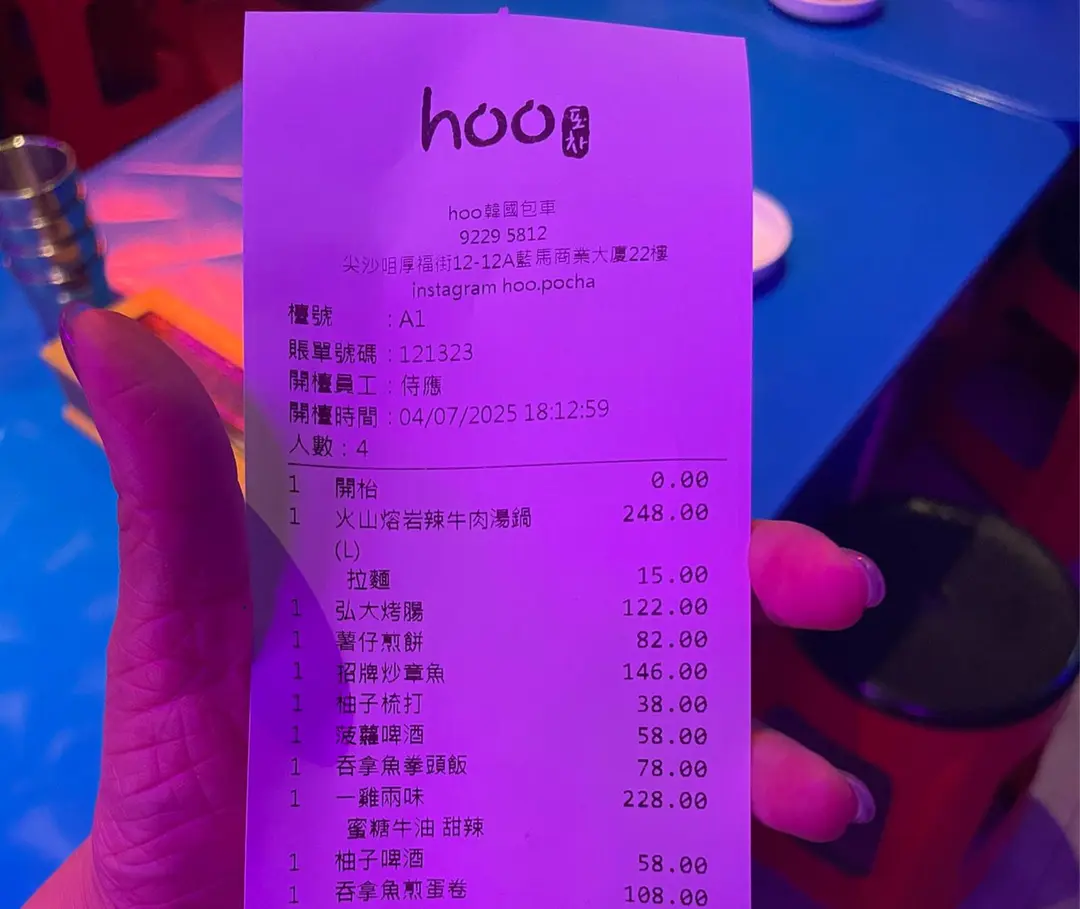 hoo 포차
hoo韓國包車
9229 5812
尖沙咀厚福街12-12A藍馬商業大廈22樓
instagram hoo.pocha
檯號 : A1
賬單號碼 : 121323
開檯員工 : 侍應
開檯時間 : 04/07/2025 18:12:59
人數 : 4
1 開枱 0.00
1 火山熔岩辣牛肉湯鍋 248.00
(L)
拉麵 15.00
1 弘大烤腸 122.00
1 薯仔煎餅 82.00
1 招牌炒章魚 146.00
1 柚子梳打 38.00
1 菠蘿啤酒 58.00
1 吞拿魚拳頭飯 78.00
1 一雞兩味 228.00
蜜糖牛油 甜辣
1 柚子啤酒 58.00
1 吞拿魚煎蛋卷 108.00